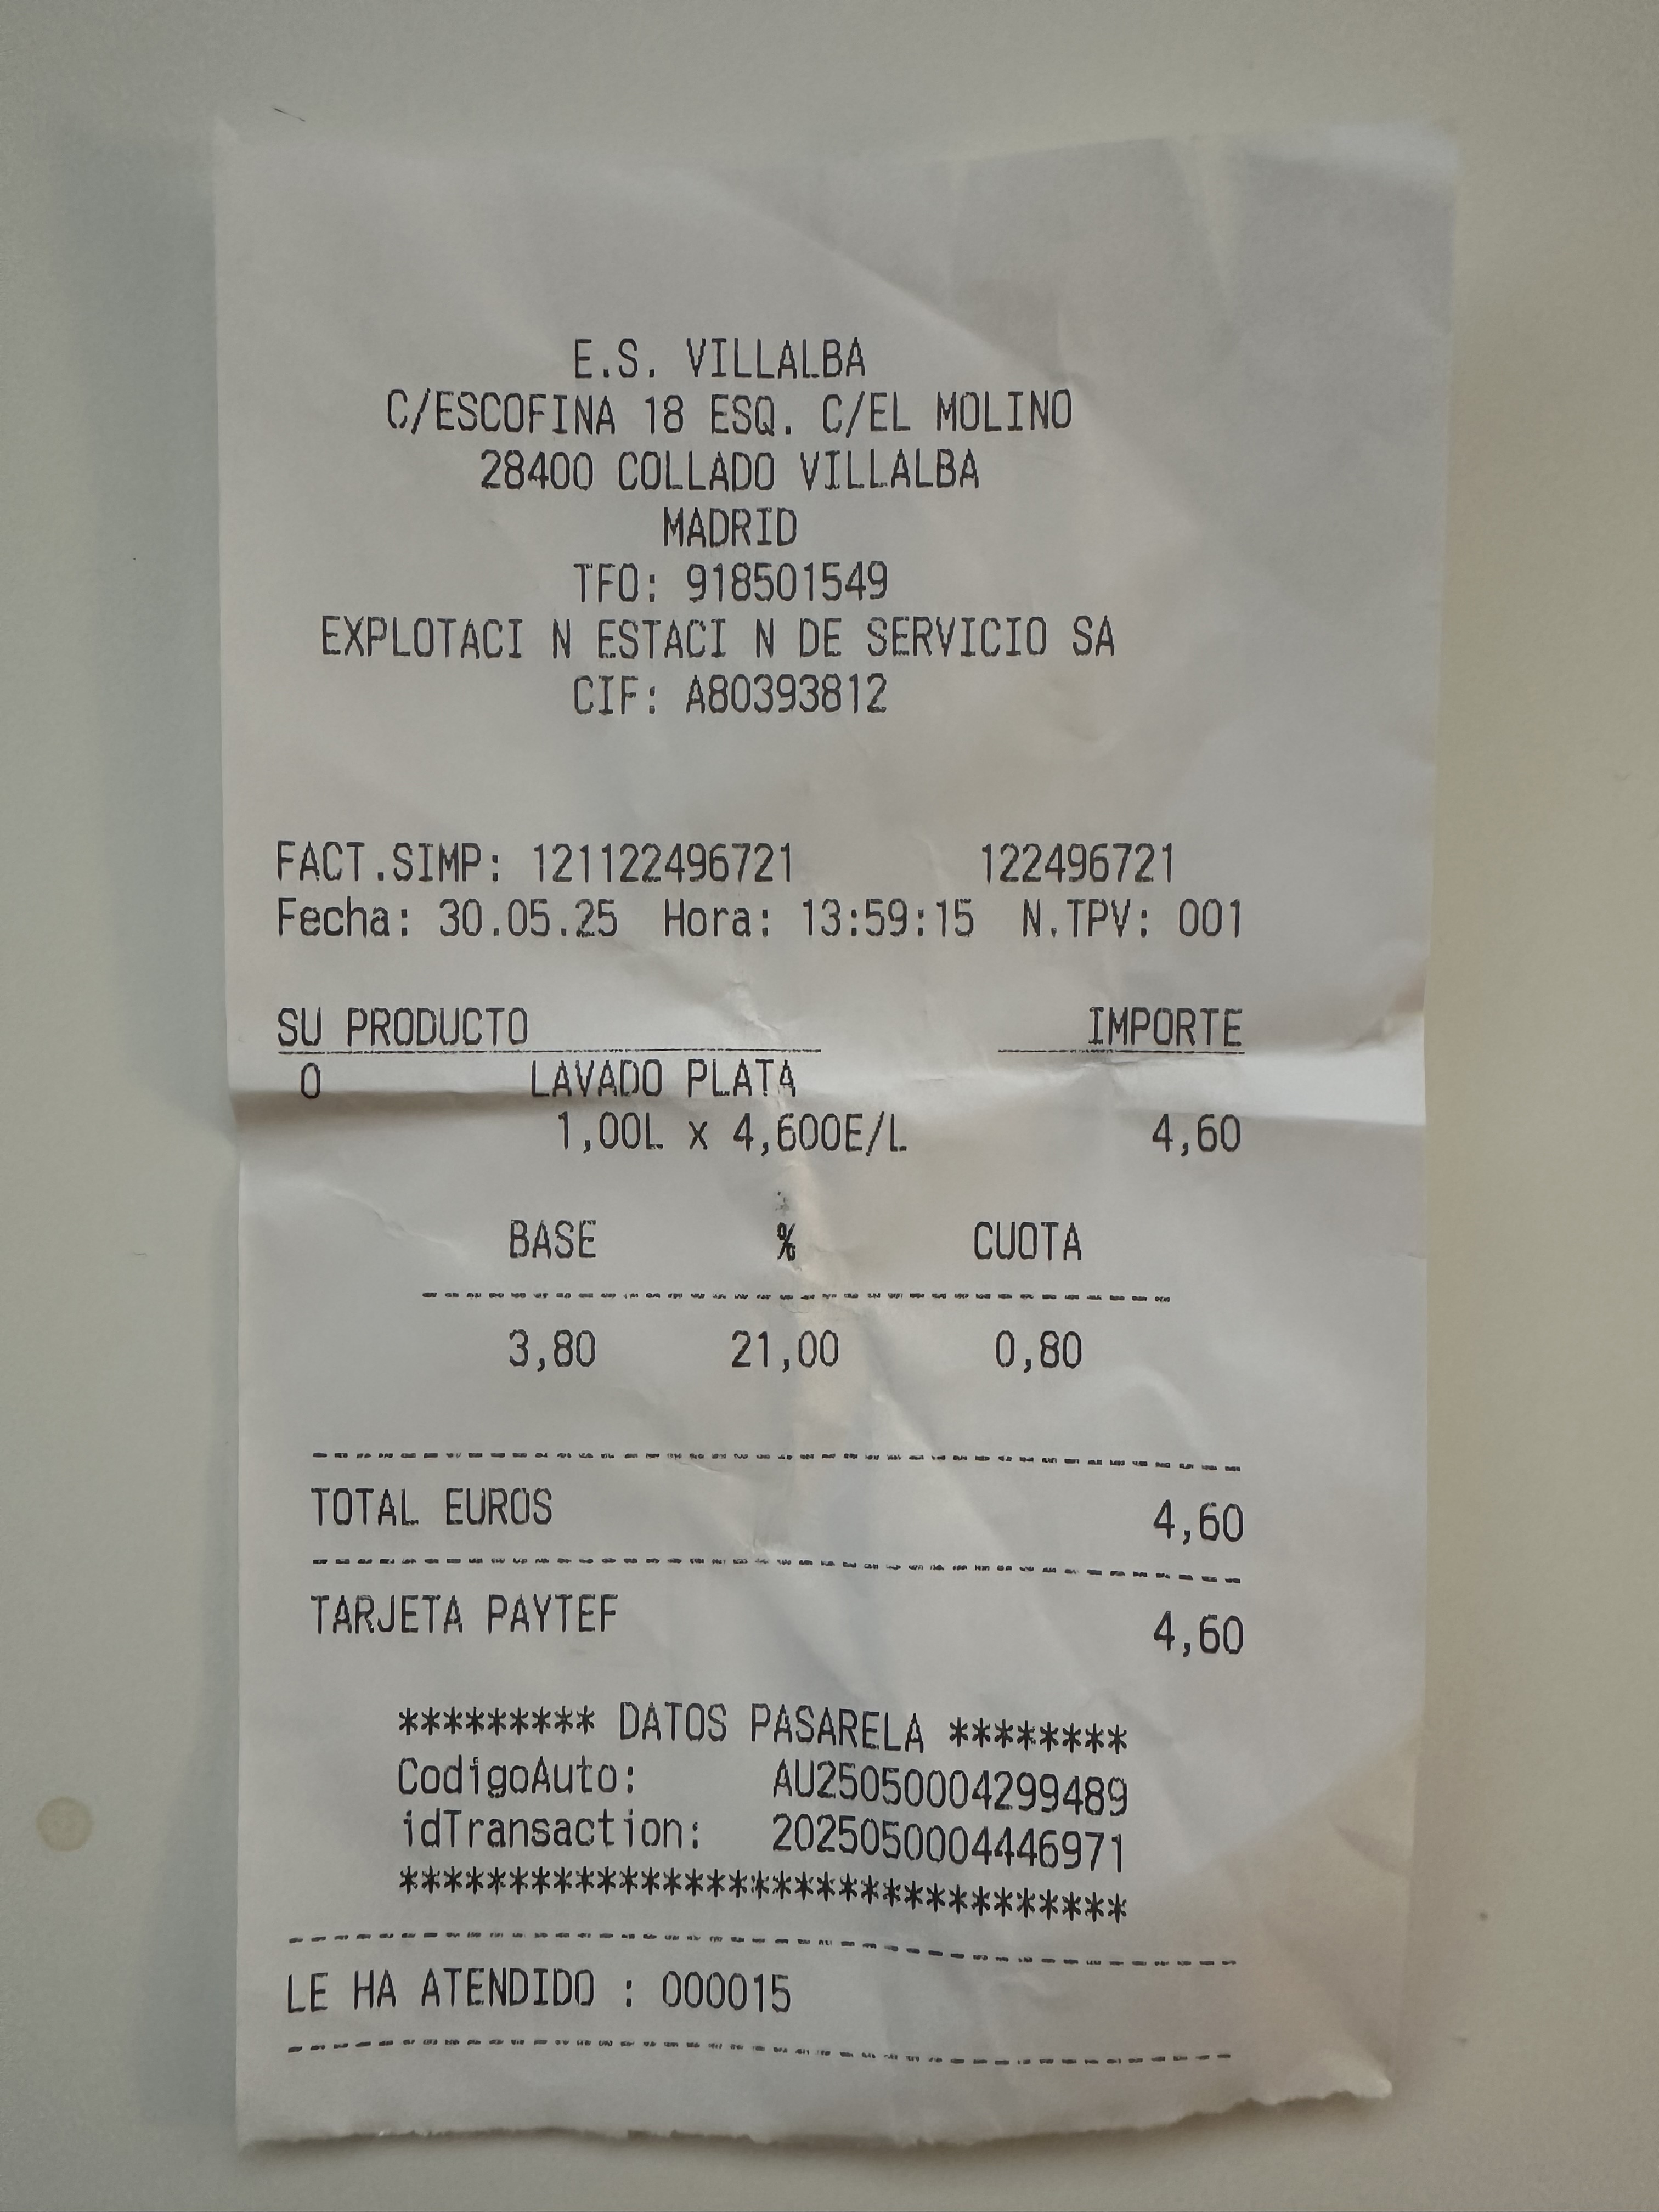 E.S. VILLALBA
C/ESCOFINA 18 ESQ. C/EL MOLINO
28400 COLLADO VILLALBA
MADRID
TFO: 918501549
EXPLOTACI N ESTACI N DE SERVICIO SA
CIF: A80393812
FACT.SIMP: 121122496721 122496721
Fecha: 30.05.25 Hora: 13:59:15 N.TPV: 001
SU PRODUCTO IMPORTE
0 LAVADO PLATA
1,00L x 4,600E/L 4,60
BASE % CUOTA
--------------------------------
3,80 21,00 0,80
--------------------------------
TOTAL EUROS 4,60
--------------------------------
TARJETA PAYTEF 4,60
********* DATOS PASARELA ********
CodigoAuto: AU25050004299489
idTransaction: 2025050004446971
*********************************
--------------------------------
LE HA ATENDIDO : 000015
--------------------------------